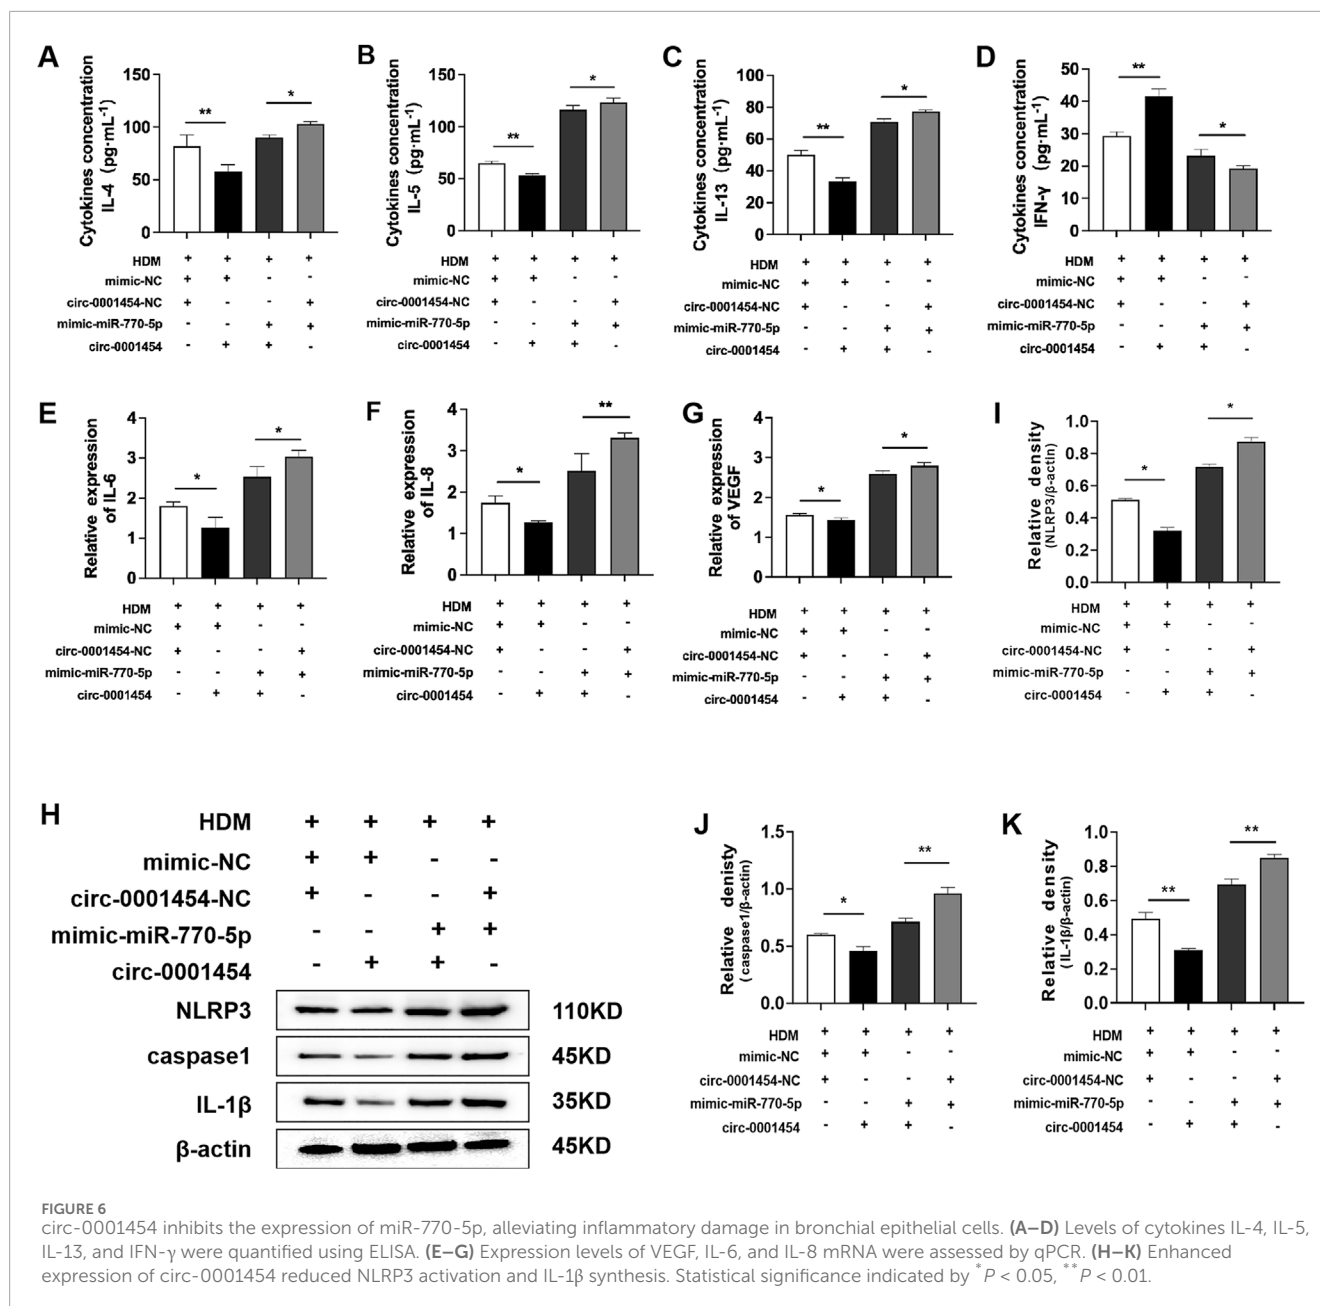 A
Cytokines concentration
IL-4 (pg·mL-1)
150
100
50
0
**
*
HDM + + + +
mimic-NC + + - -
circ-0001454-NC + - - +
mimic-miR-770-5p - - + +
circ-0001454 - + + -
B
Cytokines concentration
IL-5 (pg·mL-1)
150
100
50
0
**
*
HDM + + + +
mimic-NC + + - -
circ-0001454-NC + - - +
mimic-miR-770-5p - - + +
circ-0001454 - + + -
C
Cytokines concentration
IL-13 (pg·mL-1)
100
80
60
40
20
0
**
*
HDM + + + +
mimic-NC + + - -
circ-0001454-NC + - - +
mimic-miR-770-5p - - + +
circ-0001454 - + + -
D
Cytokines concentration
IFN-γ (pg·mL-1)
50
40
30
20
10
0
**
*
HDM + + + +
mimic-NC + + - -
circ-0001454-NC + - - +
mimic-miR-770-5p - - + +
circ-0001454 - + + -
E
Relative expression
of IL-6
4
3
2
1
0
*
*
HDM + + + +
mimic-NC + + - -
circ-0001454-NC + - - +
mimic-miR-770-5p - - + +
circ-0001454 - + + -
F
Relative expression
of IL-8
4
3
2
1
0
*
**
HDM + + + +
mimic-NC + + - -
circ-0001454-NC + - - +
mimic-miR-770-5p - - + +
circ-0001454 - + + -
G
Relative expression
of VEGF
4
3
2
1
0
*
*
HDM + + + +
mimic-NC + + - -
circ-0001454-NC + - - +
mimic-miR-770-5p - - + +
circ-0001454 - + + -
I
Relative density
(NLRP3/β-actin)
1.0
0.8
0.6
0.4
0.2
0.0
*
*
HDM + + + +
mimic-NC + + - -
circ-0001454-NC + - - +
mimic-miR-770-5p - - + +
circ-0001454 - + + -
H
HDM + + + +
mimic-NC + + - -
circ-0001454-NC + - - +
mimic-miR-770-5p - - + +
circ-0001454 - + + -
NLRP3 110KD
caspase1 45KD
IL-1β 35KD
β-actin 45KD
J
Relative denisty
(caspase1/β-actin)
1.5
1.0
0.5
0.0
*
**
HDM + + + +
mimic-NC + + - -
circ-0001454-NC + - - +
mimic-miR-770-5p - - + +
circ-0001454 - + + -
K
Relative density
(IL-1β/β-actin)
1.0
0.8
0.6
0.4
0.2
0.0
**
**
HDM + + + +
mimic-NC + + - -
circ-0001454-NC + - - +
mimic-miR-770-5p - - + +
circ-0001454 - + + -
FIGURE 6
circ-0001454 inhibits the expression of miR-770-5p, alleviating inflammatory damage in bronchial epithelial cells. (A–D) Levels of cytokines IL-4, IL-5,
IL-13, and IFN-γ were quantified using ELISA. (E–G) Expression levels of VEGF, IL-6, and IL-8 mRNA were assessed by qPCR. (H–K) Enhanced
expression of circ-0001454 reduced NLRP3 activation and IL-1β synthesis. Statistical significance indicated by *P < 0.05, **P < 0.01.